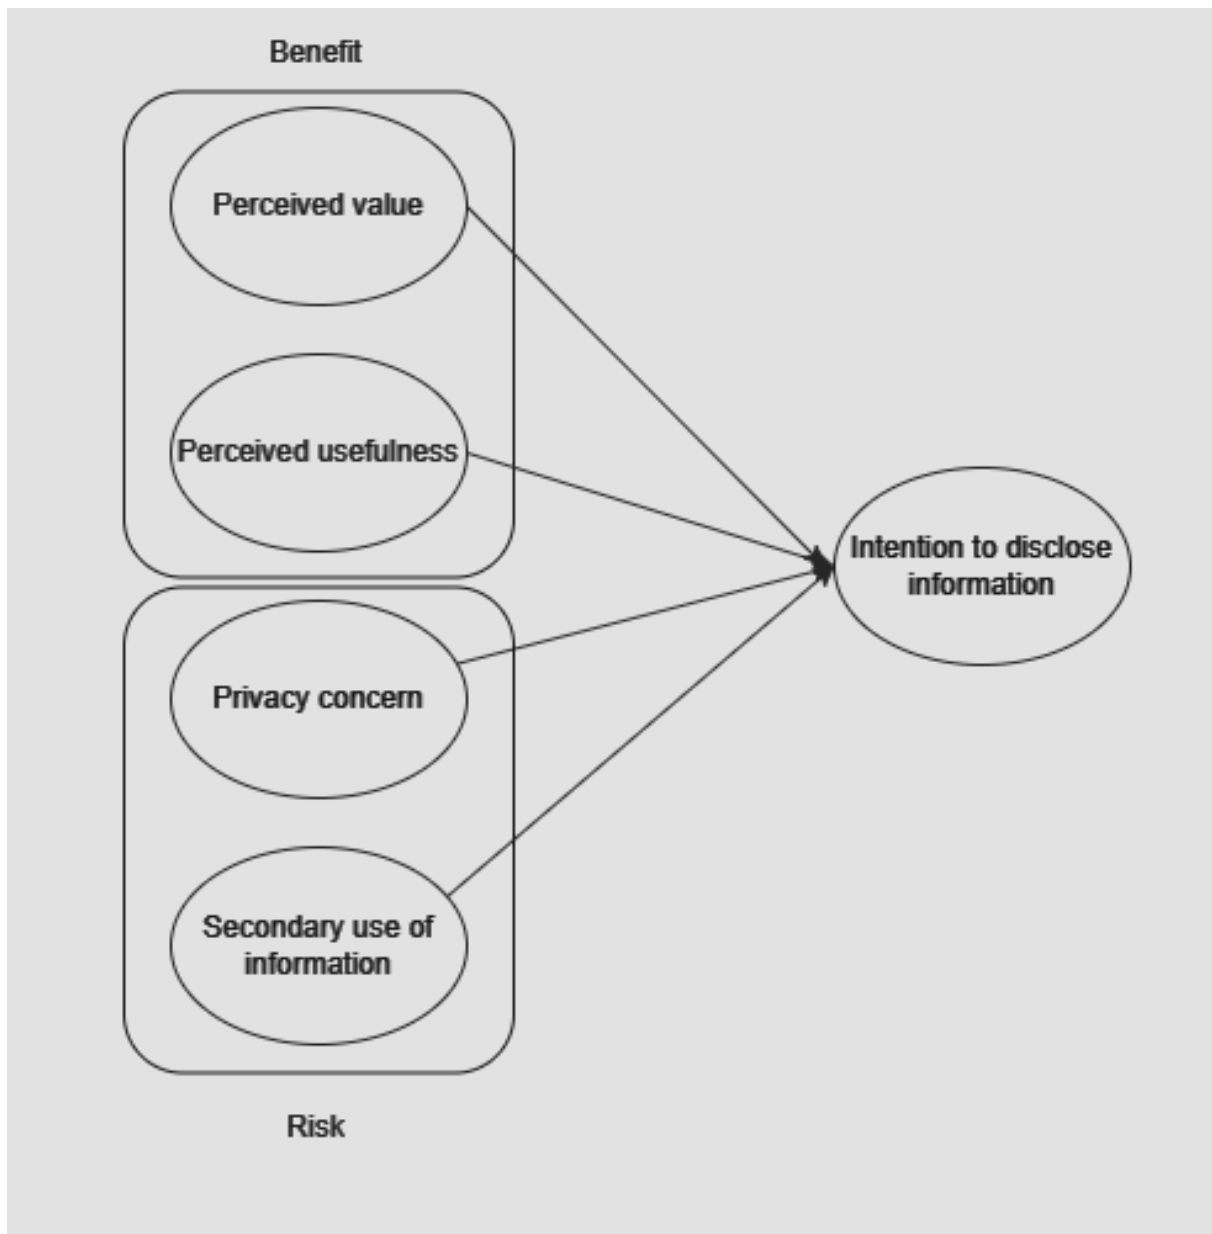 Benefit
Perceived value
Perceived usefulness
Intention to disclose
information
Privacy concern
Secondary use of
information
Risk